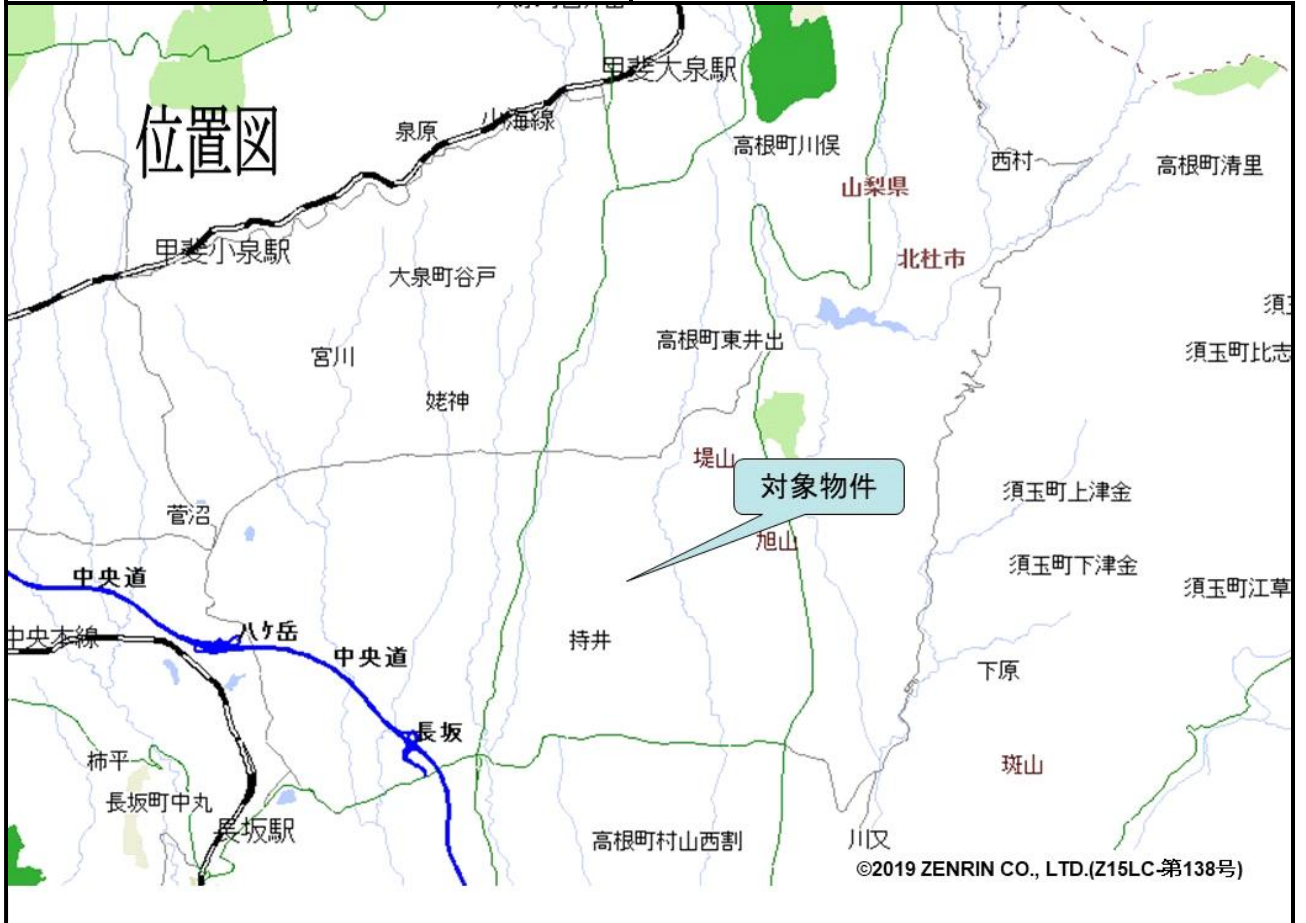 甲斐大泉駅
位置図
泉原
小海線
高根町川俣
西村
高根町清里
山梨県
甲斐小泉駅
北杜市
大泉町谷戸
高根町東井出
須玉町比志
宮川
姥神
堤山
対象物件
須玉町上津金
菅沼
旭山
須玉町下津金
中央道
須玉町江草
八ケ岳
中央本線
中央道
持井
下原
長坂
柿平
斑山
長坂町中丸
長坂駅
高根町村山西割
川又
©2019 ZENRIN CO., LTD.(Z15LC-第138号)